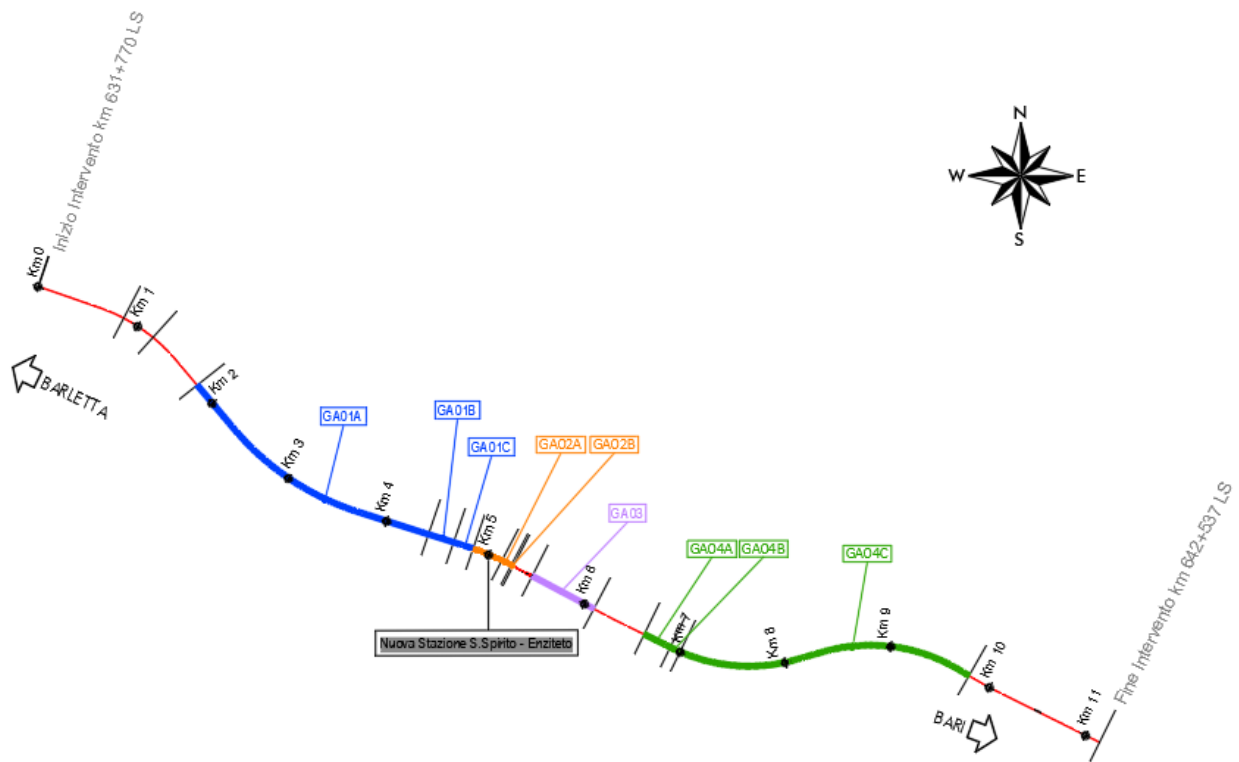 Inizio Intervento km 631+770 LS
N
W
E
S
Km 0
Km 1
BARLETTA
Km 2
GA01A
GA01B
GA01C
GA02A
GA02B
Km 3
Km 4
Km 5
GA03
Km 6
GA04A
GA04B
GA04C
Nuova Stazione S.Spirito - Enziteto
Km 7
Km 8
Km 9
Km 10
BARI
Km 11
Fine Intervento km 642+537 LS